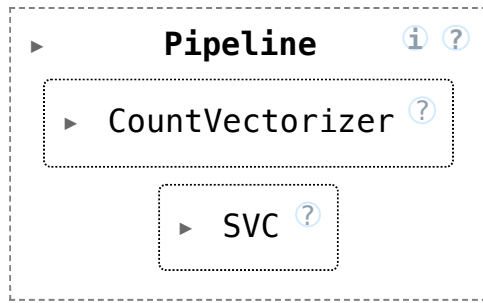 ▸ Pipeline i ?
▸ CountVectorizer ?
▸ SVC ?